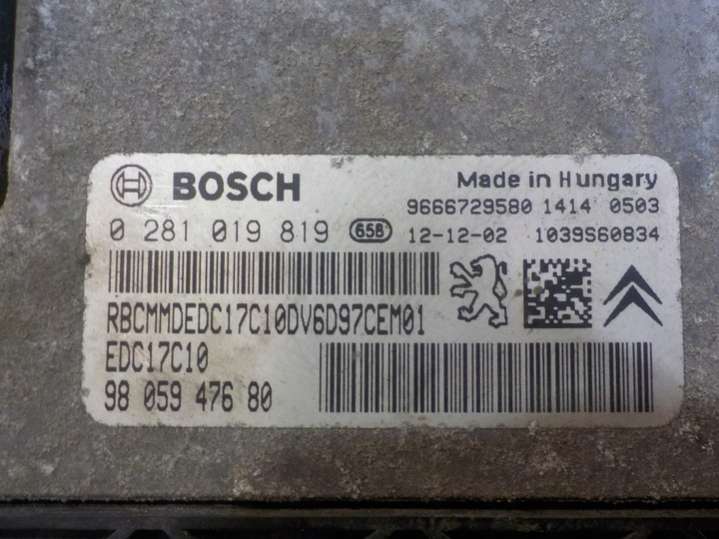 BOSCH Made in Hungary
9666729580 1414 0503
0 281 019 819 658 12-12-02 1039S60834
RBCMMDEDC17C10DV6D97CEM01
EDC17C10
98 059 476 80